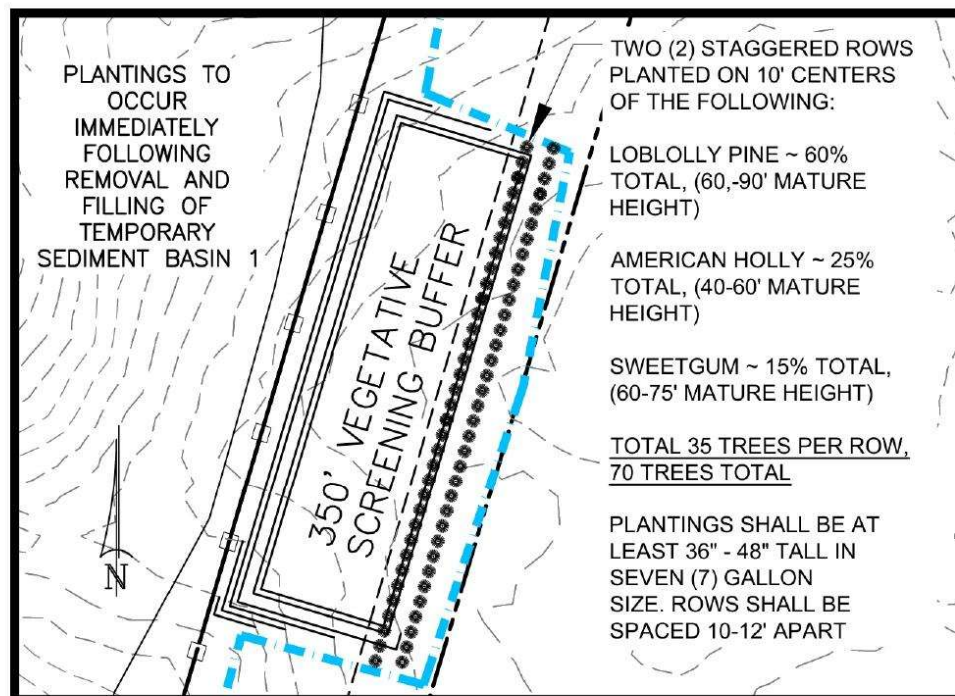 PLANTINGS TO
OCCUR
IMMEDIATELY
FOLLOWING
REMOVAL AND
FILLING OF
TEMPORARY
SEDIMENT BASIN 1
350' VEGETATIVE
SCREENING BUFFER
N
TWO (2) STAGGERED ROWS
PLANTED ON 10' CENTERS
OF THE FOLLOWING:
LOBLOLLY PINE ~ 60%
TOTAL, (60,-90' MATURE
HEIGHT)
AMERICAN HOLLY ~ 25%
TOTAL, (40-60' MATURE
HEIGHT)
SWEETGUM ~ 15% TOTAL,
(60-75' MATURE HEIGHT)
TOTAL 35 TREES PER ROW,
70 TREES TOTAL
PLANTINGS SHALL BE AT
LEAST 36" - 48" TALL IN
SEVEN (7) GALLON
SIZE. ROWS SHALL BE
SPACED 10-12' APART